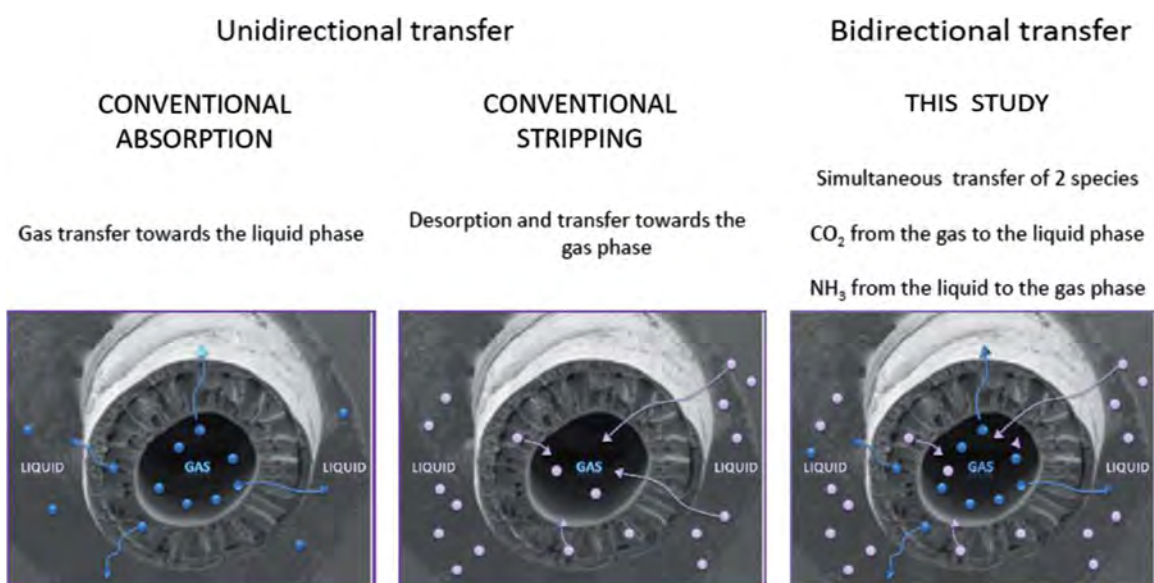 Unidirectional transfer
Bidirectional transfer
CONVENTIONAL
ABSORPTION
CONVENTIONAL
STRIPPING
THIS STUDY
Gas transfer towards the liquid phase
Desorption and transfer towards the
gas phase
Simultaneous transfer of 2 species
CO₂ from the gas to the liquid phase
NH₃ from the liquid to the gas phase
LIQUID
GAS
LIQUID
LIQUID
GAS
LIQUID
LIQUID
GAS
LIQUID